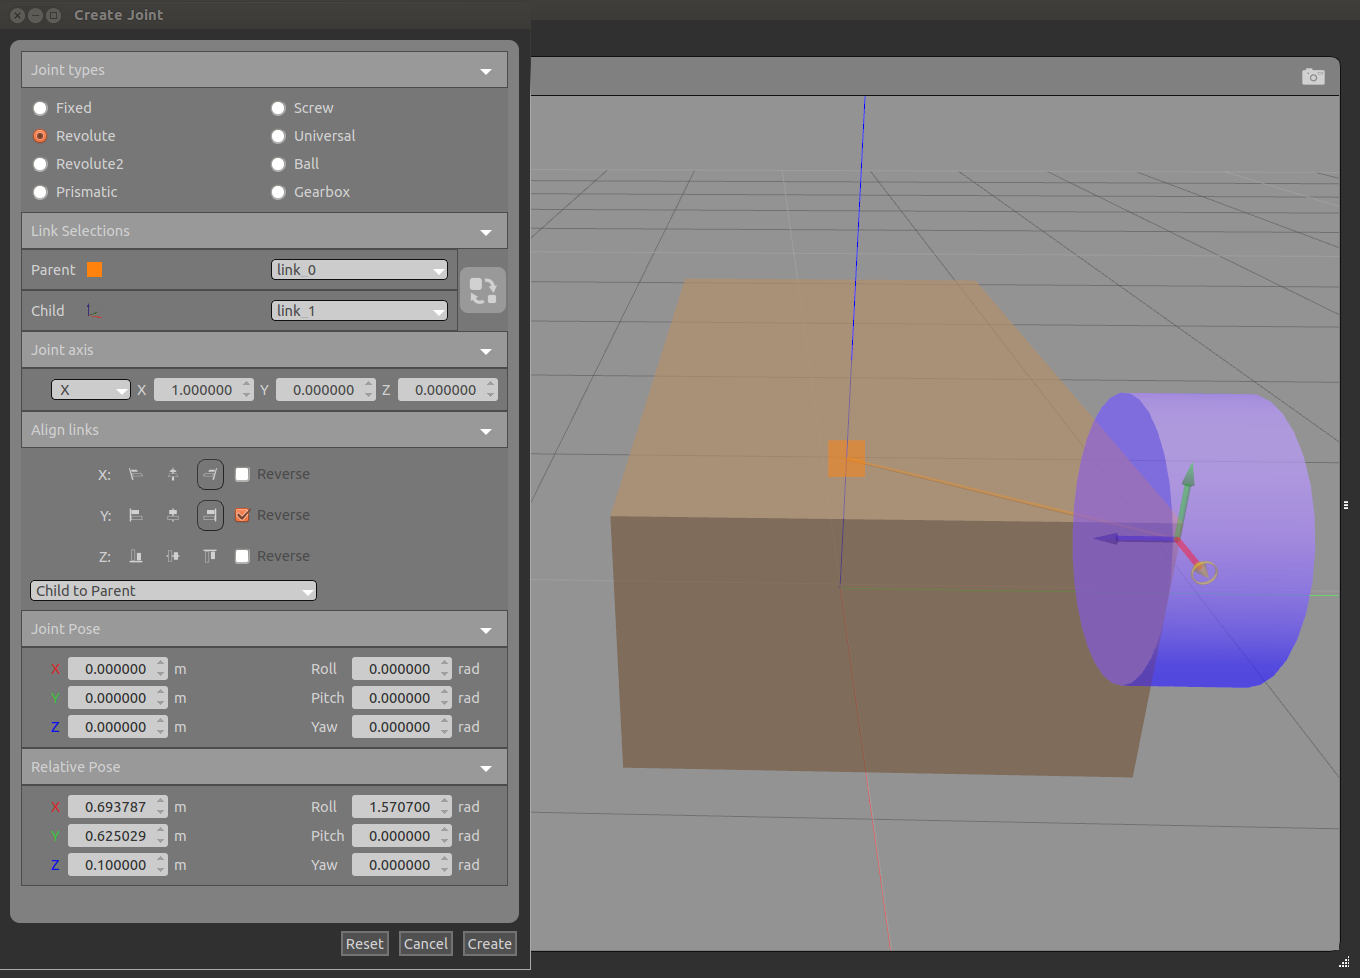 Create Joint
Joint types
Fixed Screw
Revolute Universal
Revolute2 Ball
Prismatic Gearbox
Link Selections
Parent link_0
Child link_1
Joint axis
X X 1.000000 Y 0.000000 Z 0.000000
Align links
X: Reverse
Y: Reverse
Z: Reverse
Child to Parent
Joint Pose
X 0.000000 m Roll 0.000000 rad
Y 0.000000 m Pitch 0.000000 rad
Z 0.000000 m Yaw 0.000000 rad
Relative Pose
X 0.693787 m Roll 1.570700 rad
Y 0.625029 m Pitch 0.000000 rad
Z 0.100000 m Yaw 0.000000 rad
Reset Cancel Create